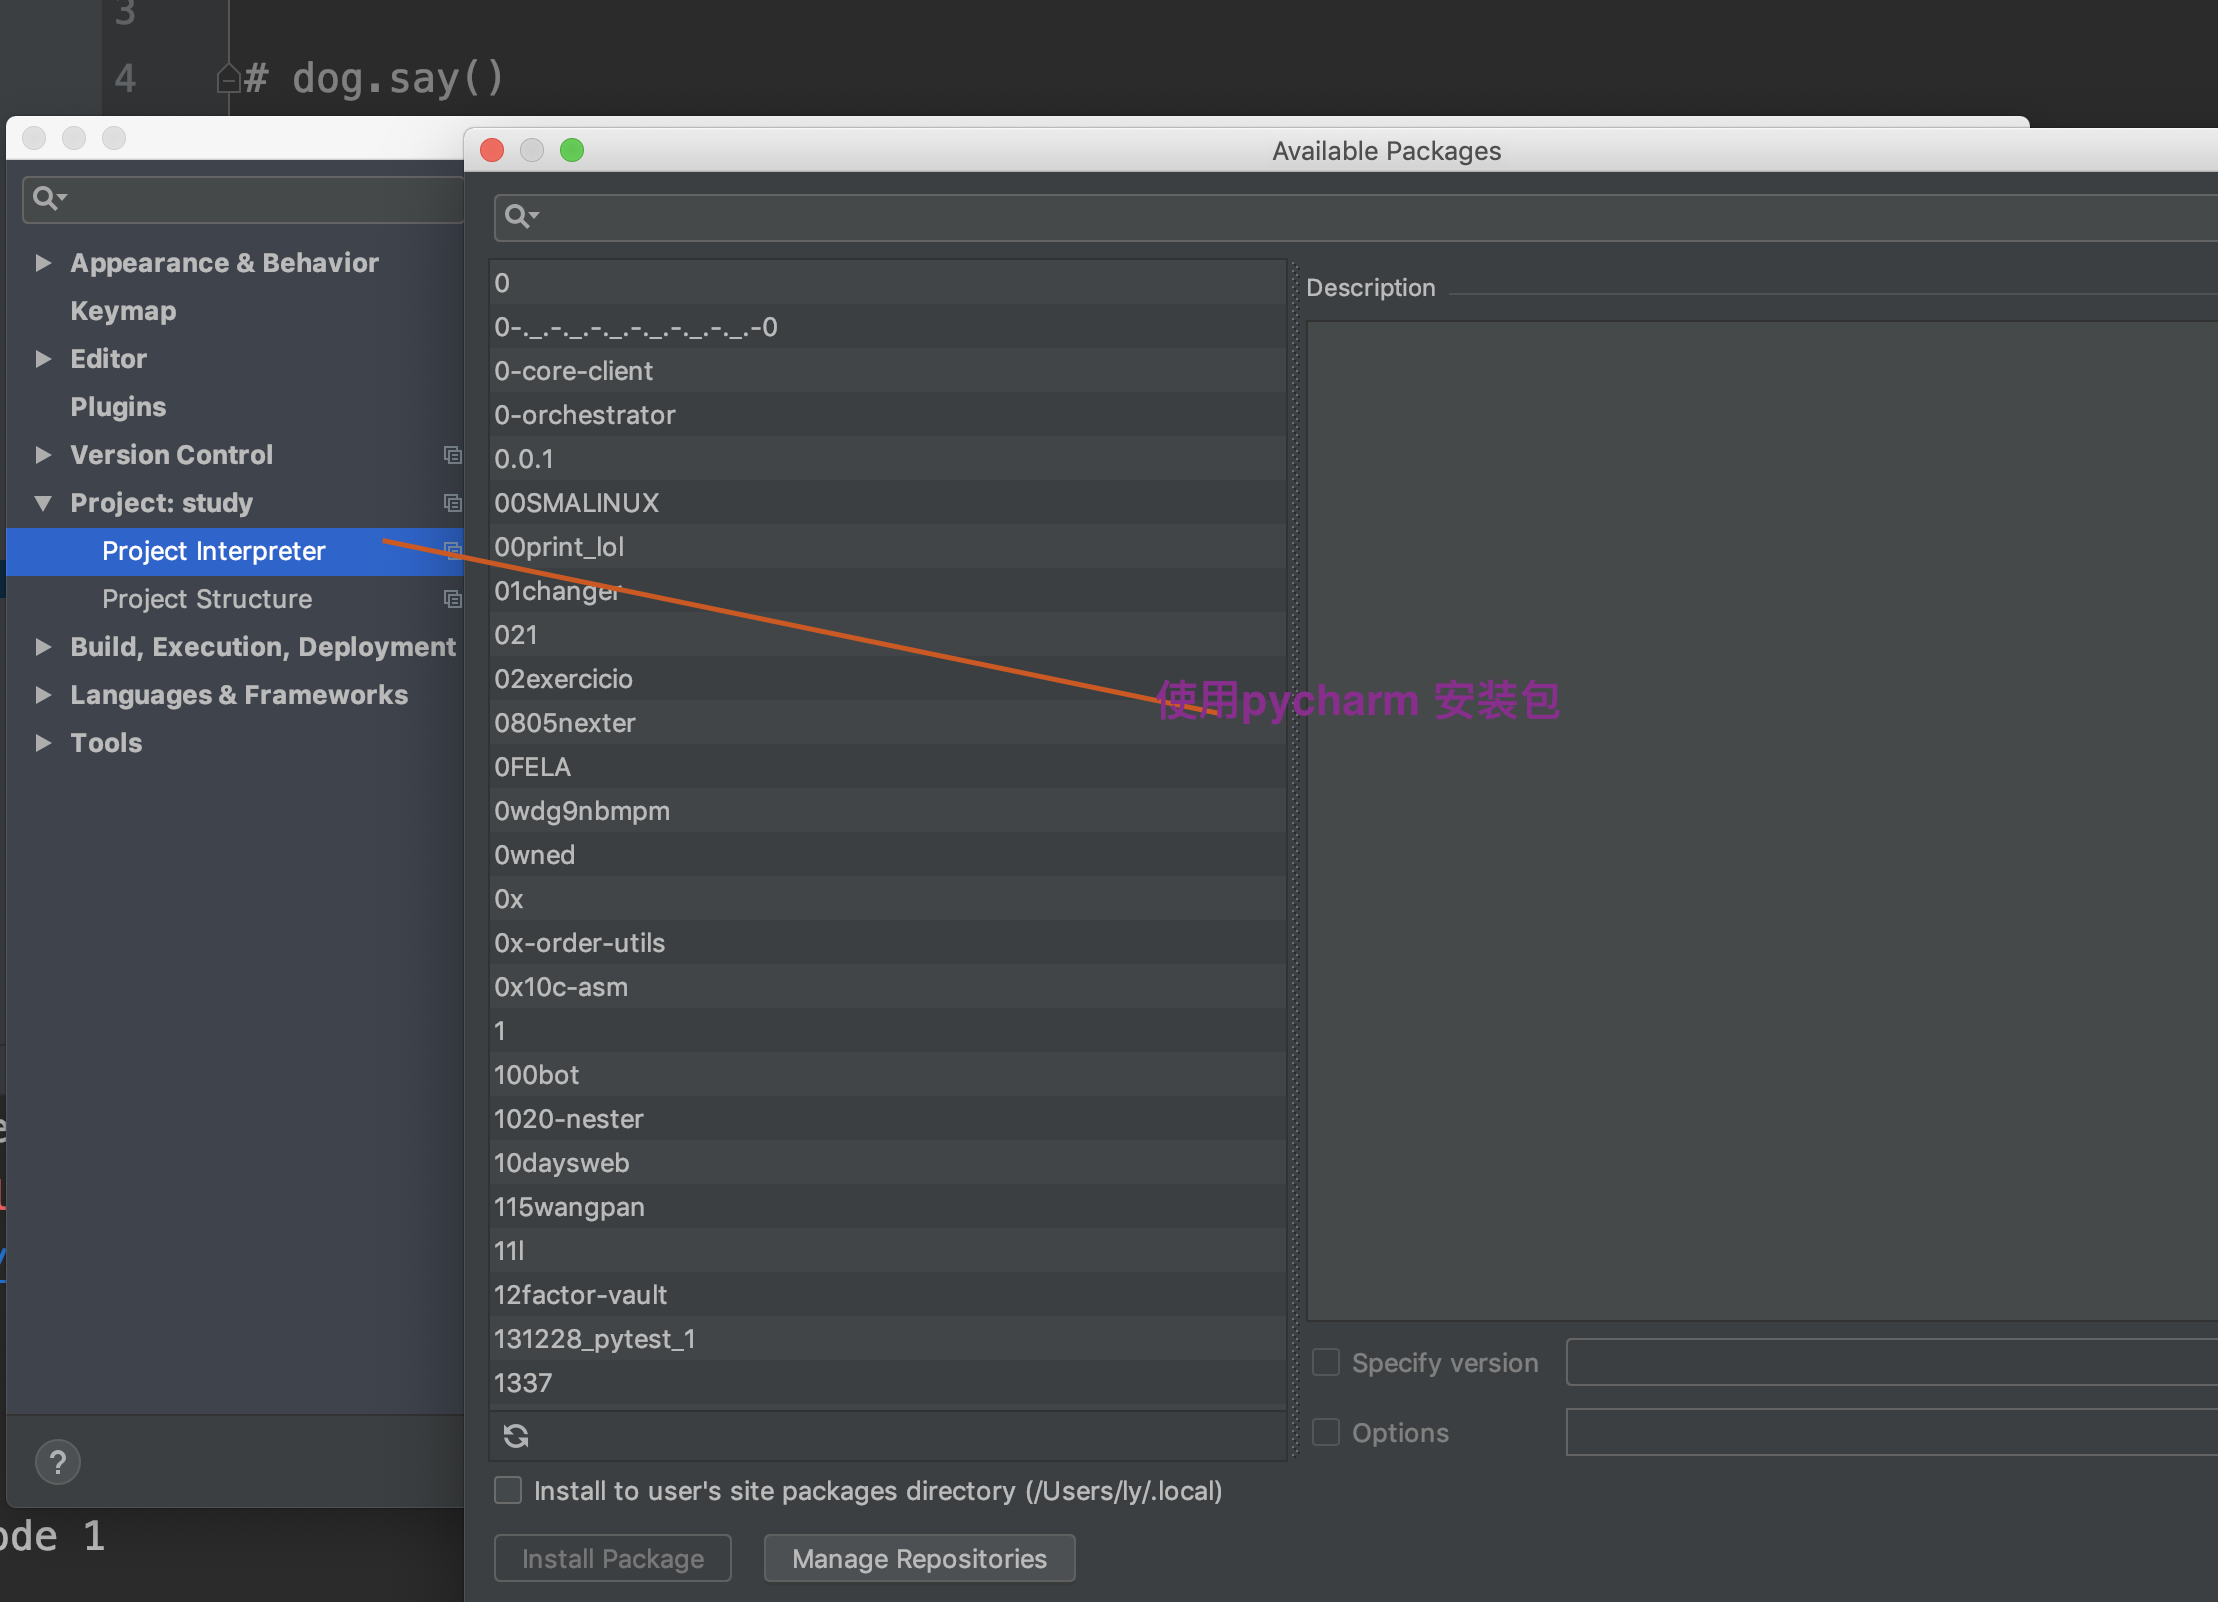 3
4 # dog.say()
Available Packages
Appearance & Behavior
Keymap
Editor
Plugins
Version Control
Project: study
Project Interpreter
Project Structure
Build, Execution, Deployment
Languages & Frameworks
Tools
0
0-._.-._.-._.-._.-._.-._.-0
0-core-client
0-orchestrator
0.0.1
00SMALINUX
00print_lol
01changer
021
02exercicio
0805nexter
0FELA
0wdg9nbmpm
0wned
0x
0x-order-utils
0x10c-asm
1
100bot
1020-nester
10daysweb
115wangpan
11l
12factor-vault
131228_pytest_1
1337
Description
使用pycharm 安装包
Specify version
Options
Install to user's site packages directory (/Users/ly/.local)
Install Package
Manage Repositories
?
ode 1